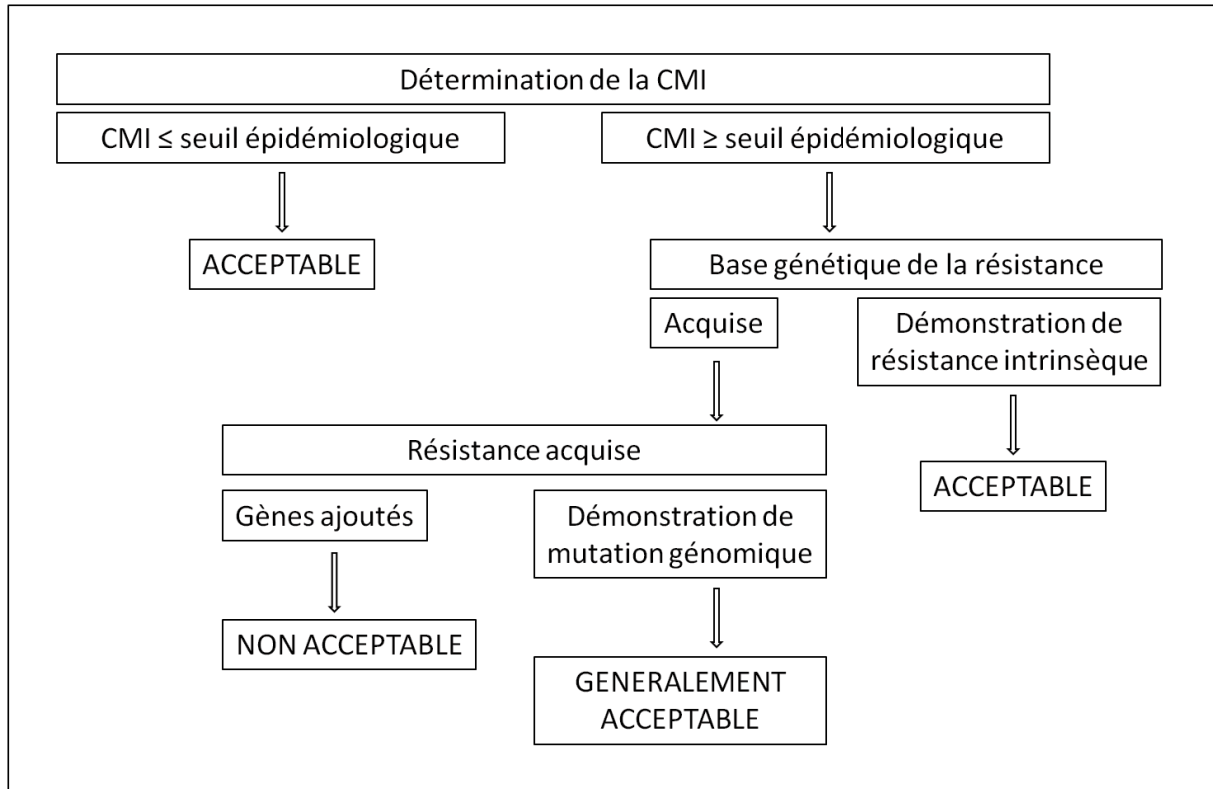 Détermination de la CMI
CMI ≤ seuil épidémiologique
CMI ≥ seuil épidémiologique
ACCEPTABLE
Base génétique de la résistance
Acquise
Démonstration de
résistance intrinsèque
Résistance acquise
ACCEPTABLE
Gènes ajoutés
Démonstration de
mutation génomique
NON ACCEPTABLE
GENERALEMENT
ACCEPTABLE